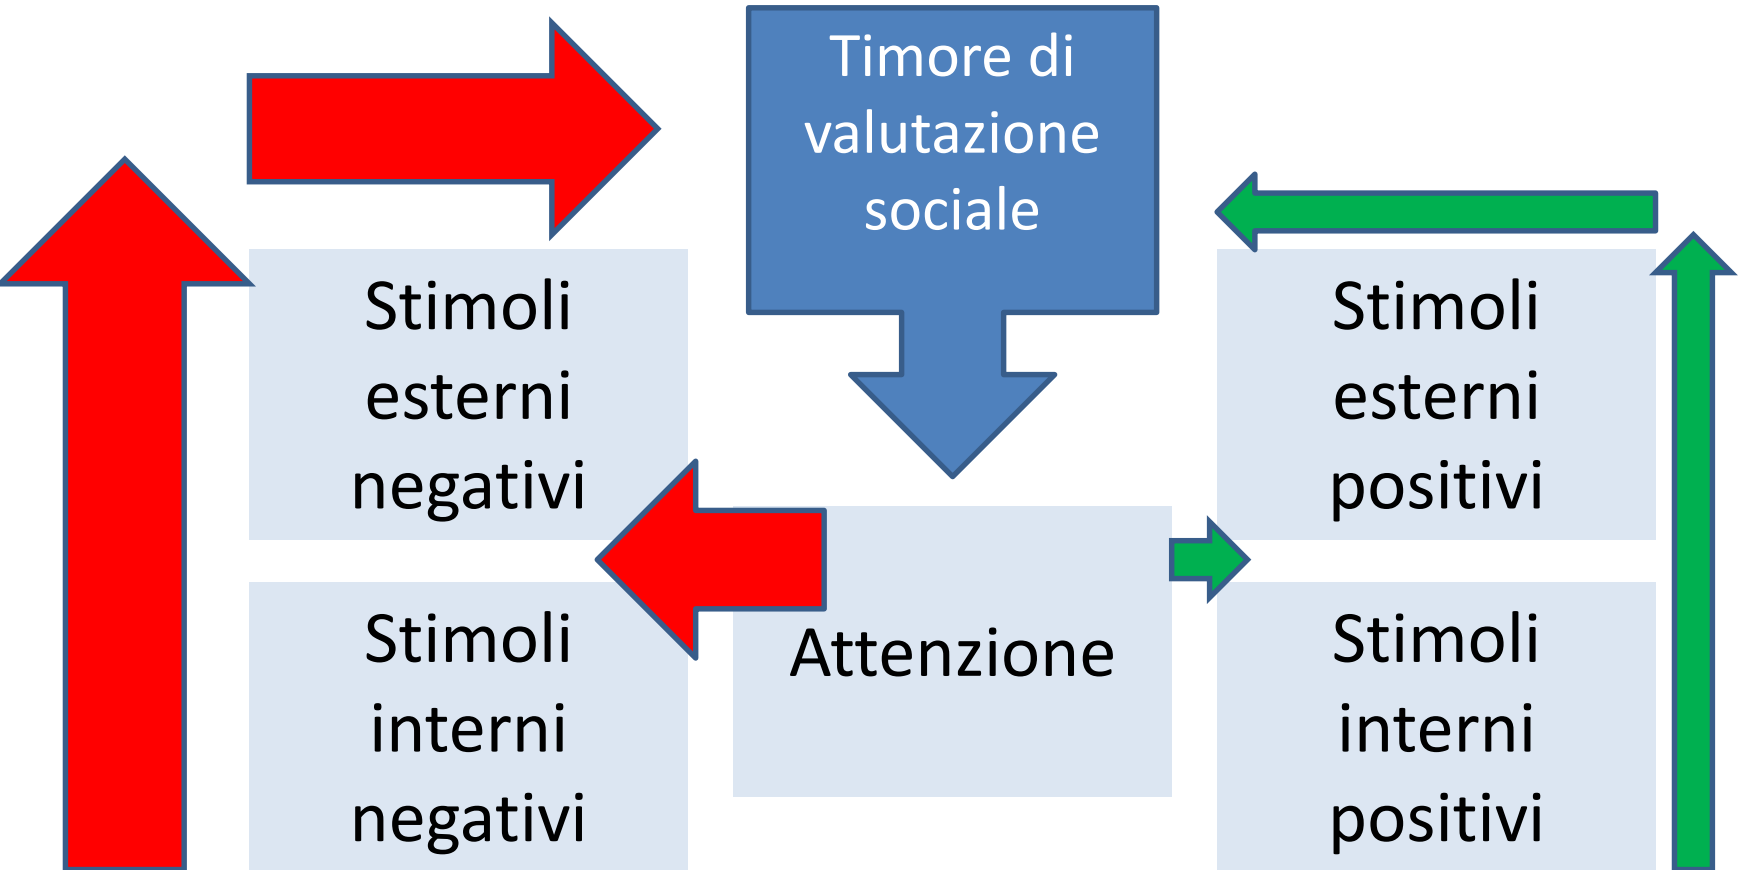 Timore di
valutazione
sociale
Stimoli
esterni
negativi
Stimoli
esterni
positivi
Attenzione
Stimoli
interni
negativi
Stimoli
interni
positivi